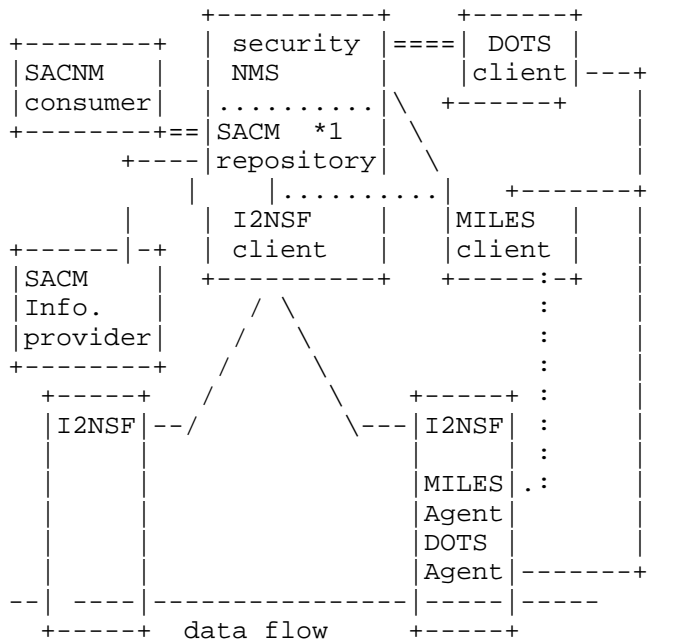 security DOTS
SACNM NMS client
consumer
SACM *1
repository
I2NSF MILES
client client
SACM
Info.
provider
I2NSF I2NSF
MILES
Agent
DOTS
Agent
data flow